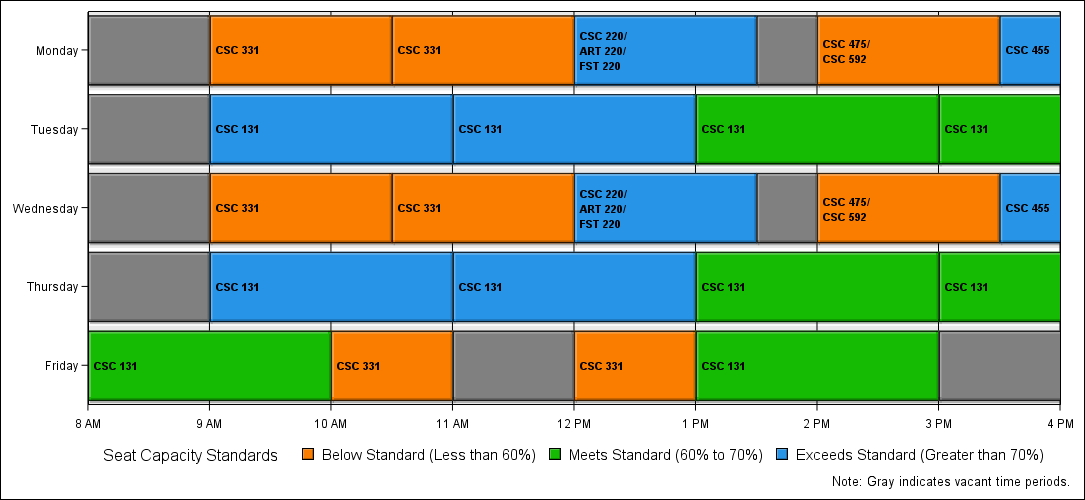 Monday
CSC 331
CSC 331
CSC 220/
ART 220/
FST 220
CSC 475/
CSC 592
CSC 455
Tuesday
CSC 131
CSC 131
CSC 131
CSC 131
Wednesday
CSC 331
CSC 331
CSC 220/
ART 220/
FST 220
CSC 475/
CSC 592
CSC 455
Thursday
CSC 131
CSC 131
CSC 131
CSC 131
Friday
CSC 131
CSC 331
CSC 331
CSC 131
8 AM 9 AM 10 AM 11 AM 12 PM 1 PM 2 PM 3 PM 4 PM
Seat Capacity Standards Below Standard (Less than 60%) Meets Standard (60% to 70%) Exceeds Standard (Greater than 70%)
Note: Gray indicates vacant time periods.